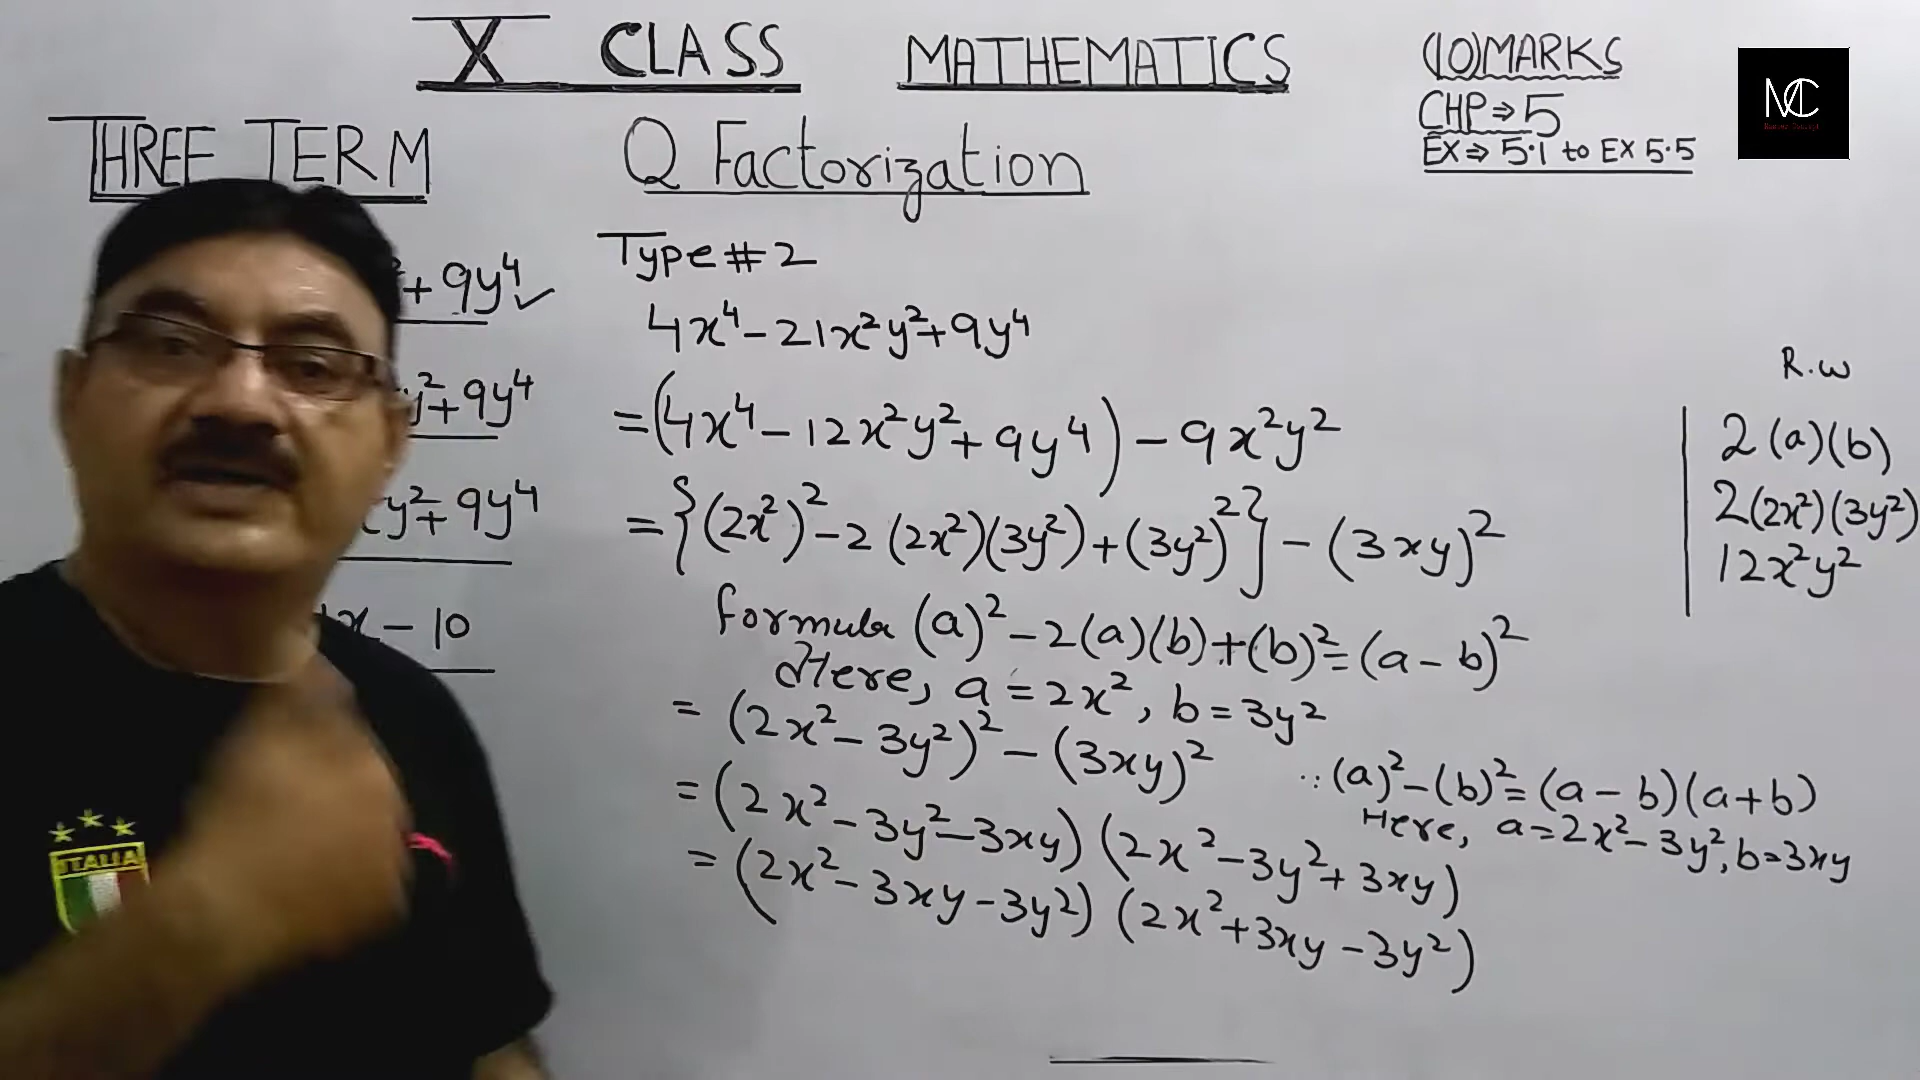 X CLASS MATHEMATICS
(10) MARKS
CHP ⇒ 5
EX ⇒ 5.1 to EX 5.5
MC
THREE TERM
Q Factorization
+ 9y⁴ ✓
y² + 9y⁴
y² + 9y⁴
x - 10
Type # 2
4x⁴ - 21x²y² + 9y⁴
= (4x⁴ - 12x²y² + 9y⁴) - 9x²y²
= {(2x²)² - 2 (2x²)(3y²) + (3y²)²} - (3xy)²
formula (a)² - 2(a)(b) + (b)² = (a - b)²
Here, a = 2x², b = 3y²
= (2x² - 3y²)² - (3xy)²
∵ (a)² - (b)² = (a - b)(a + b)
Here, a = 2x² - 3y², b = 3xy
= (2x² - 3y² - 3xy) (2x² - 3y² + 3xy)
= (2x² - 3xy - 3y²) (2x² + 3xy - 3y²)
R.W
2 (a)(b)
2 (2x²)(3y²)
12x²y²
ITALIA